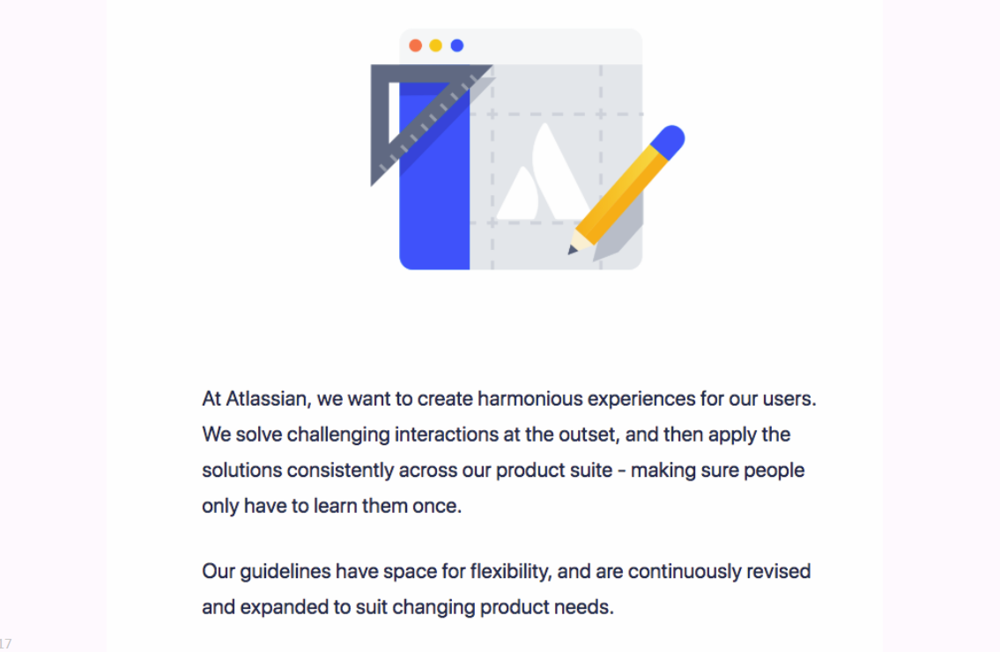 At Atlassian, we want to create harmonious experiences for our users.
We solve challenging interactions at the outset, and then apply the
solutions consistently across our product suite - making sure people
only have to learn them once.
Our guidelines have space for flexibility, and are continuously revised
and expanded to suit changing product needs.
17